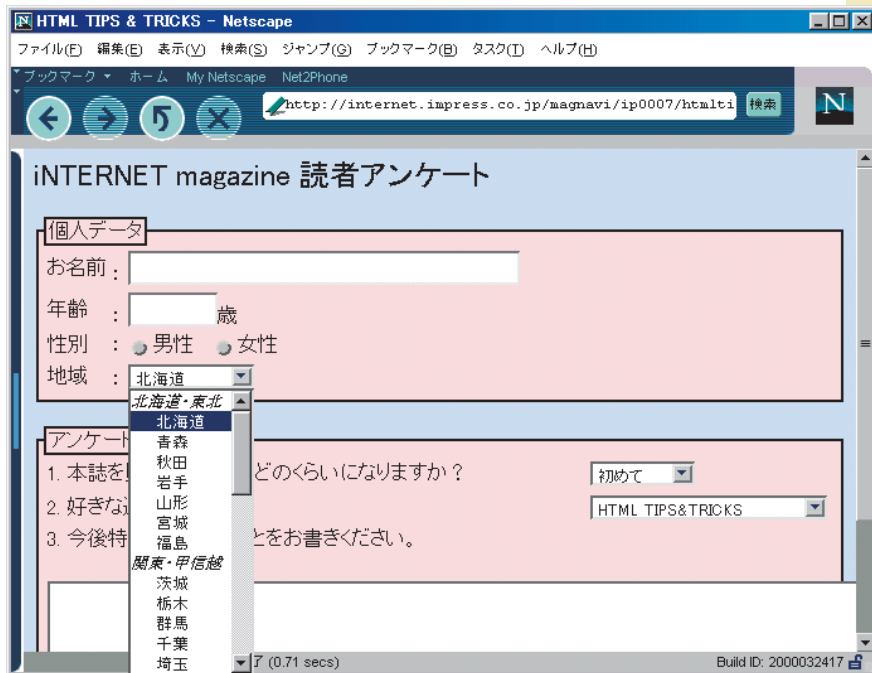 HTML TIPS & TRICKS - Netscape
ファイル(F) 編集(E) 表示(V) 検索(S) ジャンプ(G) ブックマーク(B) タスク(T) ヘルプ(H)
ブックマーク ホーム My Netscape Net2Phone
http://internet.impress.co.jp/magnavi/ip0007/htmlti 検索 N
iNTERNET magazine 読者アンケート
個人データ
お名前:
年齢 : 歳
性別 : 男性 女性
地域 : 北海道
北海道・東北
北海道
青森
秋田
岩手
山形
宮城
福島
関東・甲信越
茨城
栃木
群馬
千葉
埼玉
アンケート
1. 本誌を どのくらいになりますか? 初めて
2. 好きな HTML TIPS&TRICKS
3. 今後特 とをお書きください。
了 (0.71 secs) Build ID: 2000032417